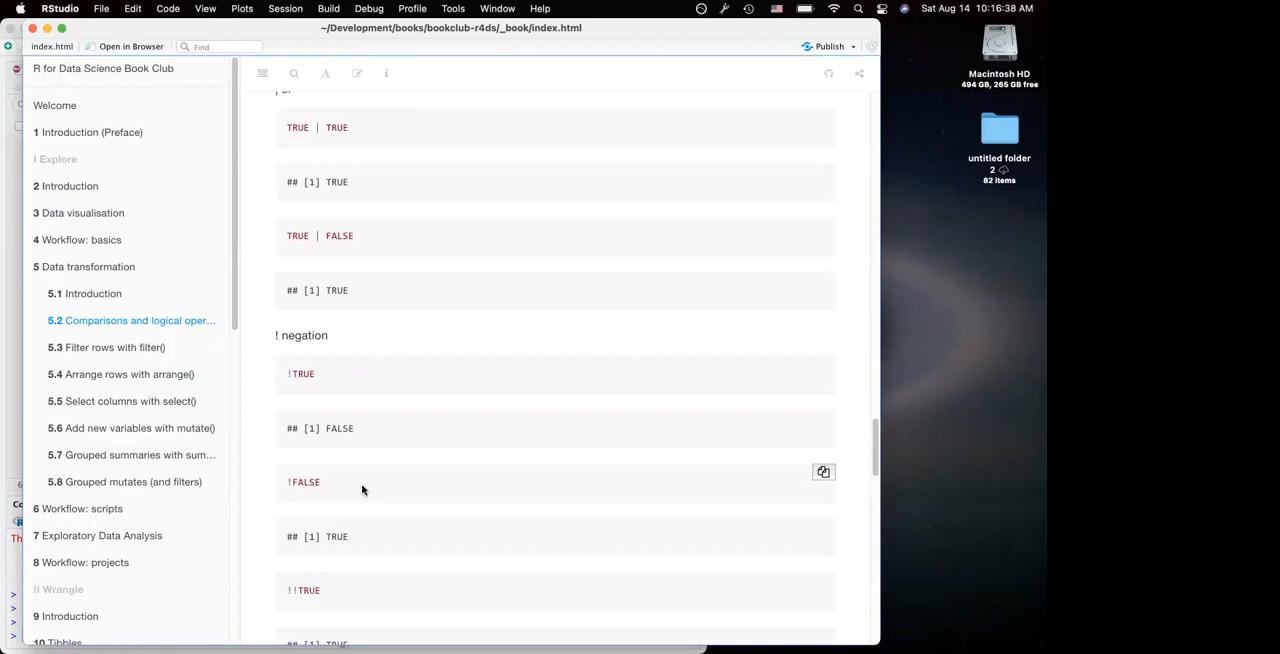 RStudio File Edit Code View Plots Session Build Debug Profile Tools Window Help Sat Aug 14 10:16:38 AM
~/Development/books/bookclub-r4ds/_book/index.html
index.html Open in Browser Find Publish
R for Data Science Book Club
Welcome
1 Introduction (Preface)
I Explore
2 Introduction
3 Data visualisation
4 Workflow: basics
5 Data transformation
5.1 Introduction
5.2 Comparisons and logical oper...
5.3 Filter rows with filter()
5.4 Arrange rows with arrange()
5.5 Select columns with select()
5.6 Add new variables with mutate()
5.7 Grouped summaries with sum...
5.8 Grouped mutates (and filters)
6 Workflow: scripts
7 Exploratory Data Analysis
8 Workflow: projects
II Wrangle
9 Introduction
10 Tibbles
TRUE | TRUE
## [1] TRUE
TRUE | FALSE
## [1] TRUE
! negation
!TRUE
## [1] FALSE
!FALSE
## [1] TRUE
!!TRUE
## [1] TRUE
Macintosh HD
494 GB, 265 GB free
untitled folder
2
82 items